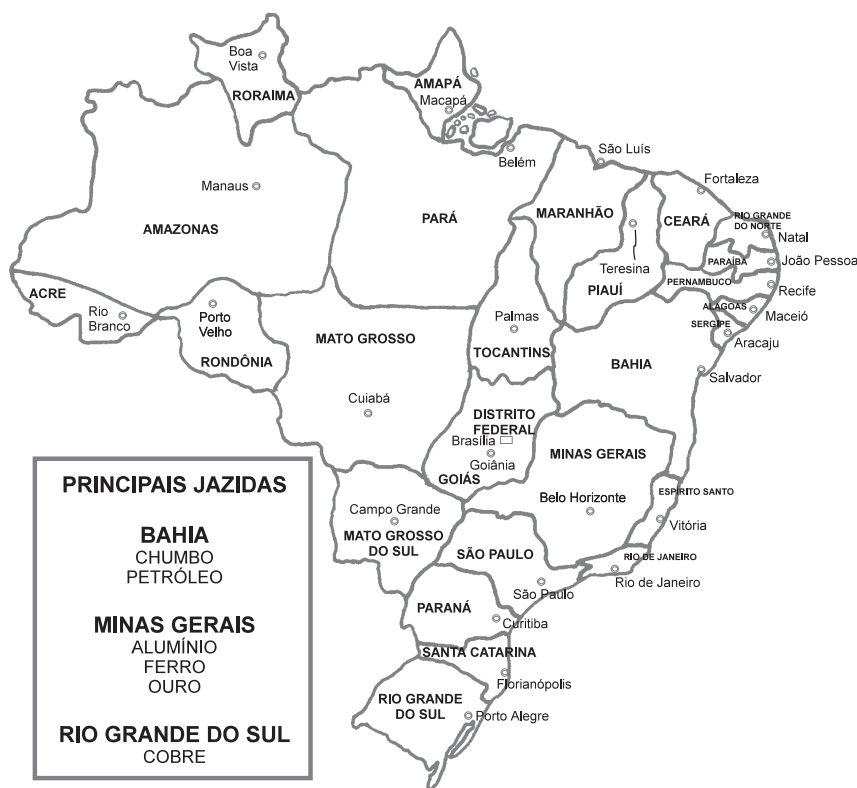 Boa
Vista
RORAIMA
AMAPÁ
Macapá
Belém
São Luís
Fortaleza
Manaus
AMAZONAS
PARÁ
MARANHÃO
CEARÁ
RIO GRANDE
DO NORTE
Natal
Teresina
PARAÍBA
João Pessoa
PIAUÍ
PERNAMBUCO
Recife
ACRE
Rio
Branco
Porto
Velho
RONDÔNIA
MATO GROSSO
Palmas
TOCANTINS
ALAGOAS
Maceió
SERGIPE
Aracaju
BAHIA
Salvador
Cuiabá
DISTRITO
FEDERAL
Brasília
Goiânia
GOIÁS
MINAS GERAIS
Belo Horizonte
ESPÍRITO SANTO
Vitória
Campo Grande
MATO GROSSO
DO SUL
SÃO PAULO
São Paulo
RIO DE JANEIRO
Rio de Janeiro
PARANÁ
Curitiba
SANTA CATARINA
Florianópolis
RIO GRANDE
DO SUL
Porto Alegre
PRINCIPAIS JAZIDAS
BAHIA
CHUMBO
PETRÓLEO
MINAS GERAIS
ALUMÍNIO
FERRO
OURO
RIO GRANDE DO SUL
COBRE